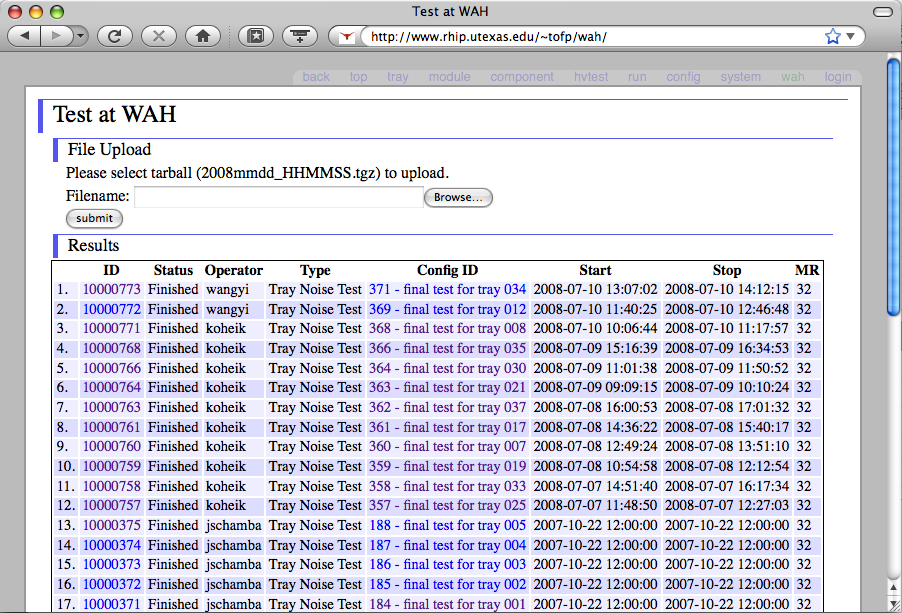 Test at WAH
http://www.rhip.utexas.edu/~tofp/wah/
back top tray module component hvtest run config system wah login
Test at WAH
File Upload
Please select tarball (2008mmdd_HHMMSS.tgz) to upload.
Filename: Browse...
submit
Results
ID Status Operator Type Config ID Start Stop MR
1. 10000773 Finished wangyi Tray Noise Test 371 - final test for tray 034 2008-07-10 13:07:02 2008-07-10 14:12:15 32
2. 10000772 Finished wangyi Tray Noise Test 369 - final test for tray 012 2008-07-10 11:40:25 2008-07-10 12:46:48 32
3. 10000771 Finished koheik Tray Noise Test 368 - final test for tray 008 2008-07-10 10:06:44 2008-07-10 11:17:57 32
4. 10000768 Finished koheik Tray Noise Test 366 - final test for tray 035 2008-07-09 15:16:39 2008-07-09 16:34:53 32
5. 10000766 Finished koheik Tray Noise Test 364 - final test for tray 030 2008-07-09 11:01:38 2008-07-09 11:50:52 32
6. 10000764 Finished koheik Tray Noise Test 363 - final test for tray 021 2008-07-09 09:09:15 2008-07-09 10:10:24 32
7. 10000763 Finished koheik Tray Noise Test 362 - final test for tray 037 2008-07-08 16:00:53 2008-07-08 17:01:32 32
8. 10000761 Finished koheik Tray Noise Test 361 - final test for tray 017 2008-07-08 14:36:22 2008-07-08 15:40:17 32
9. 10000760 Finished koheik Tray Noise Test 360 - final test for tray 007 2008-07-08 12:49:24 2008-07-08 13:51:10 32
10. 10000759 Finished koheik Tray Noise Test 359 - final test for tray 019 2008-07-08 10:54:58 2008-07-08 12:12:54 32
11. 10000758 Finished koheik Tray Noise Test 358 - final test for tray 033 2008-07-07 14:51:40 2008-07-07 16:17:34 32
12. 10000757 Finished koheik Tray Noise Test 357 - final test for tray 025 2008-07-07 11:48:50 2008-07-07 12:27:03 32
13. 10000375 Finished jschamba Tray Noise Test 188 - final test for tray 005 2007-10-22 12:00:00 2007-10-22 12:00:00 32
14. 10000374 Finished jschamba Tray Noise Test 187 - final test for tray 004 2007-10-22 12:00:00 2007-10-22 12:00:00 32
15. 10000373 Finished jschamba Tray Noise Test 186 - final test for tray 003 2007-10-22 12:00:00 2007-10-22 12:00:00 32
16. 10000372 Finished jschamba Tray Noise Test 185 - final test for tray 002 2007-10-22 12:00:00 2007-10-22 12:00:00 32
17. 10000371 Finished jschamba Tray Noise Test 184 - final test for tray 001 2007-10-22 12:00:00 2007-10-22 12:00:00 32